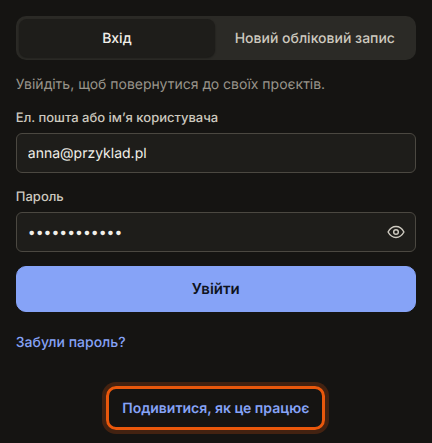 Вхід
Новий обліковий запис
Увійдіть, щоб повернутися до своїх проєктів.
Ел. пошта або ім’я користувача
anna@przyklad.pl
Пароль
••••••••••••
Увійти
Забули пароль?
Подивитися, як це працює